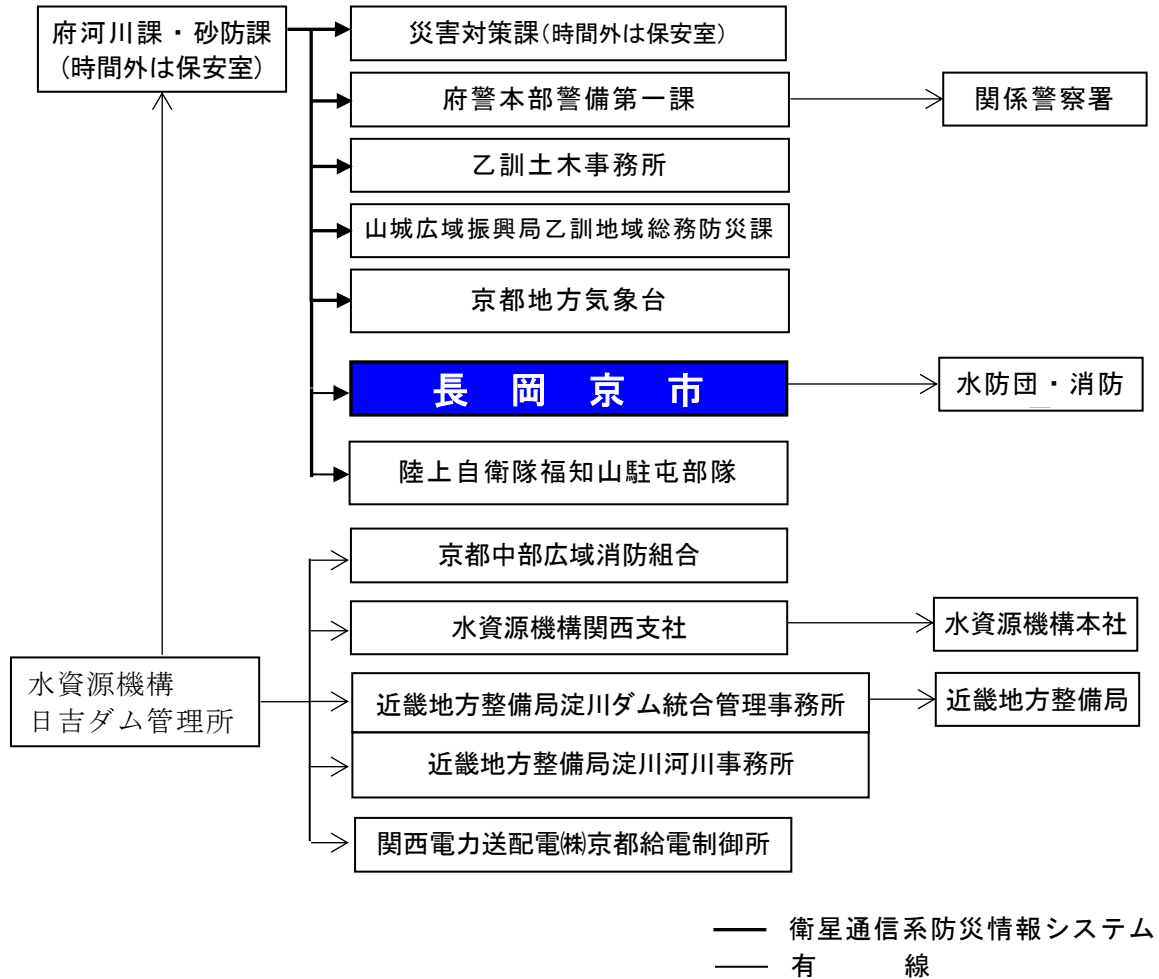 府河川課・砂防課
(時間外は保安室)
災害対策課(時間外は保安室)
府警本部警備第一課
関係警察署
乙訓土木事務所
山城広域振興局乙訓地域総務防災課
京都地方気象台
長岡京市
水防団・消防
陸上自衛隊福知山駐屯部隊
京都中部広域消防組合
水資源機構関西支社
水資源機構本社
水資源機構
日吉ダム管理所
近畿地方整備局淀川ダム統合管理事務所
近畿地方整備局
近畿地方整備局淀川河川事務所
関西電力送配電㈱京都給電制御所
衛星通信系防災情報システム
有 線